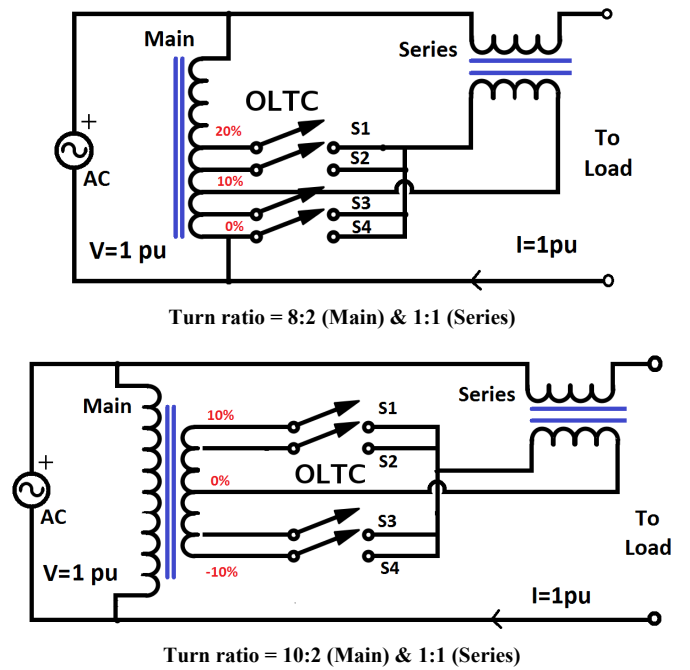 Main
Series
OLTC
20%
S1
S2
10%
S3
0%
S4
+
AC
To
Load
V=1 pu
I=1pu
Turn ratio = 8:2 (Main) & 1:1 (Series)
Main
Series
10%
S1
S2
OLTC
0%
+
AC
S3
S4
-10%
To
Load
V=1 pu
I=1pu
Turn ratio = 10:2 (Main) & 1:1 (Series)